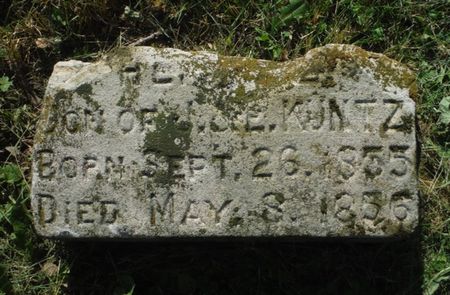 Son of J. & E. Kuntz
Born Sept. 26. 1855
Died May 8. 1856